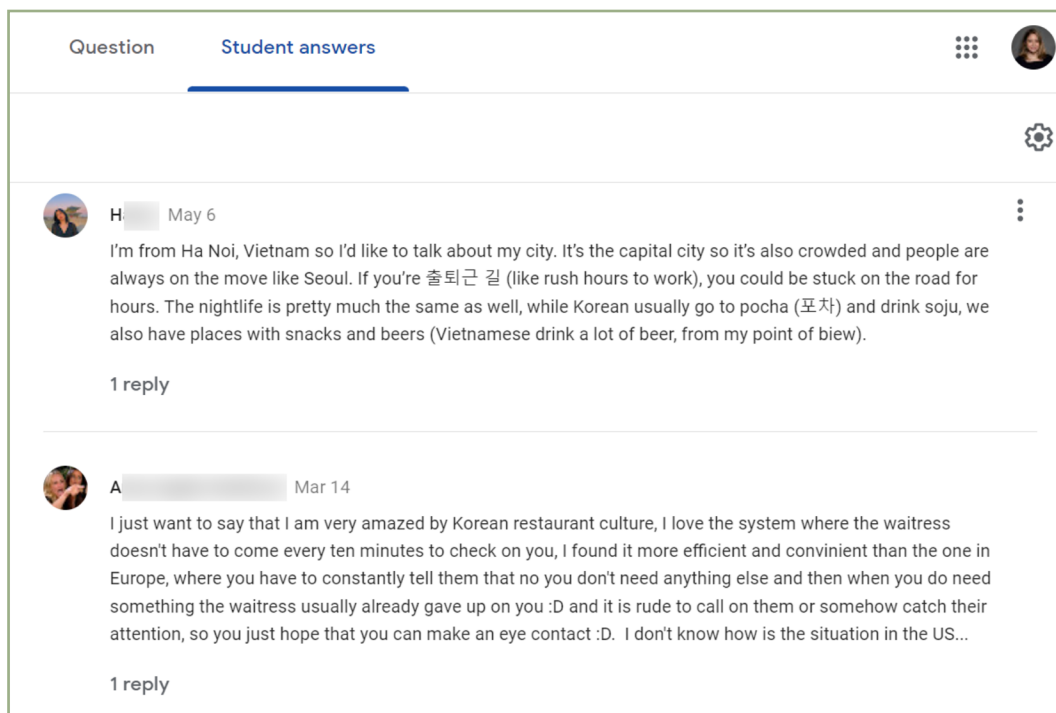 Question Student answers
H May 6
I'm from Ha Noi, Vietnam so I'd like to talk about my city. It's the capital city so it's also crowded and people are
always on the move like Seoul. If you're 출퇴근 길 (like rush hours to work), you could be stuck on the road for
hours. The nightlife is pretty much the same as well, while Korean usually go to pocha (포차) and drink soju, we
also have places with snacks and beers (Vietnamese drink a lot of beer, from my point of biew).
1 reply
A Mar 14
I just want to say that I am very amazed by Korean restaurant culture, I love the system where the waitress
doesn't have to come every ten minutes to check on you, I found it more efficient and convinient than the one in
Europe, where you have to constantly tell them that no you don't need anything else and then when you do need
something the waitress usually already gave up on you :D and it is rude to call on them or somehow catch their
attention, so you just hope that you can make an eye contact :D.  I don't know how is the situation in the US...
1 reply